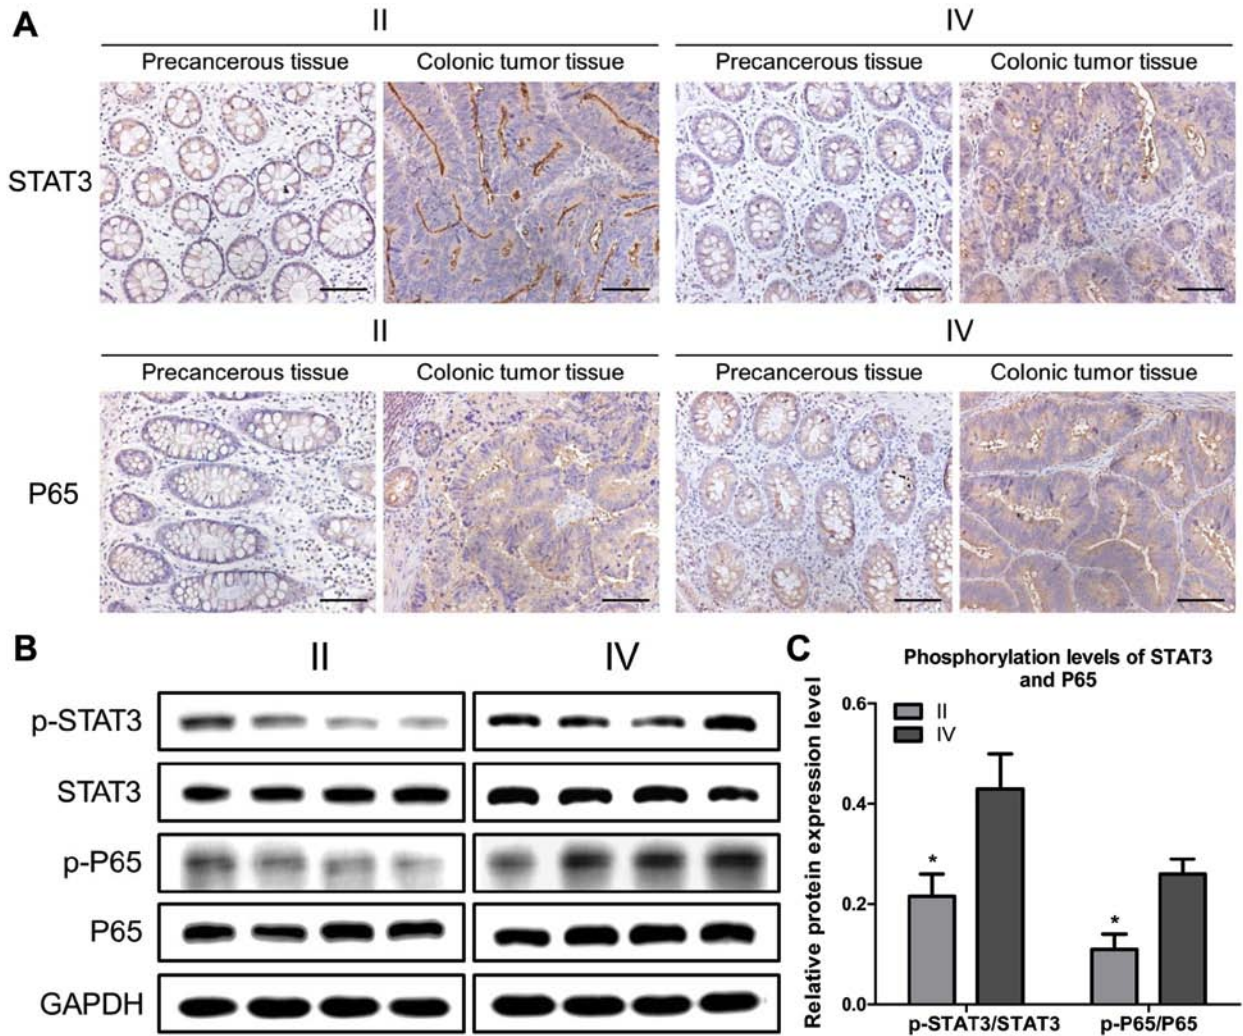 A
II
IV
Precancerous tissue
Colonic tumor tissue
Precancerous tissue
Colonic tumor tissue
STAT3
II
IV
Precancerous tissue
Colonic tumor tissue
Precancerous tissue
Colonic tumor tissue
P65
B
II
IV
p-STAT3
STAT3
p-P65
P65
GAPDH
C
Phosphorylation levels of STAT3
and P65
Relative protein expression level
0.6
0.4
0.2
0.0
II
IV
*
*
p-STAT3/STAT3
p-P65/P65